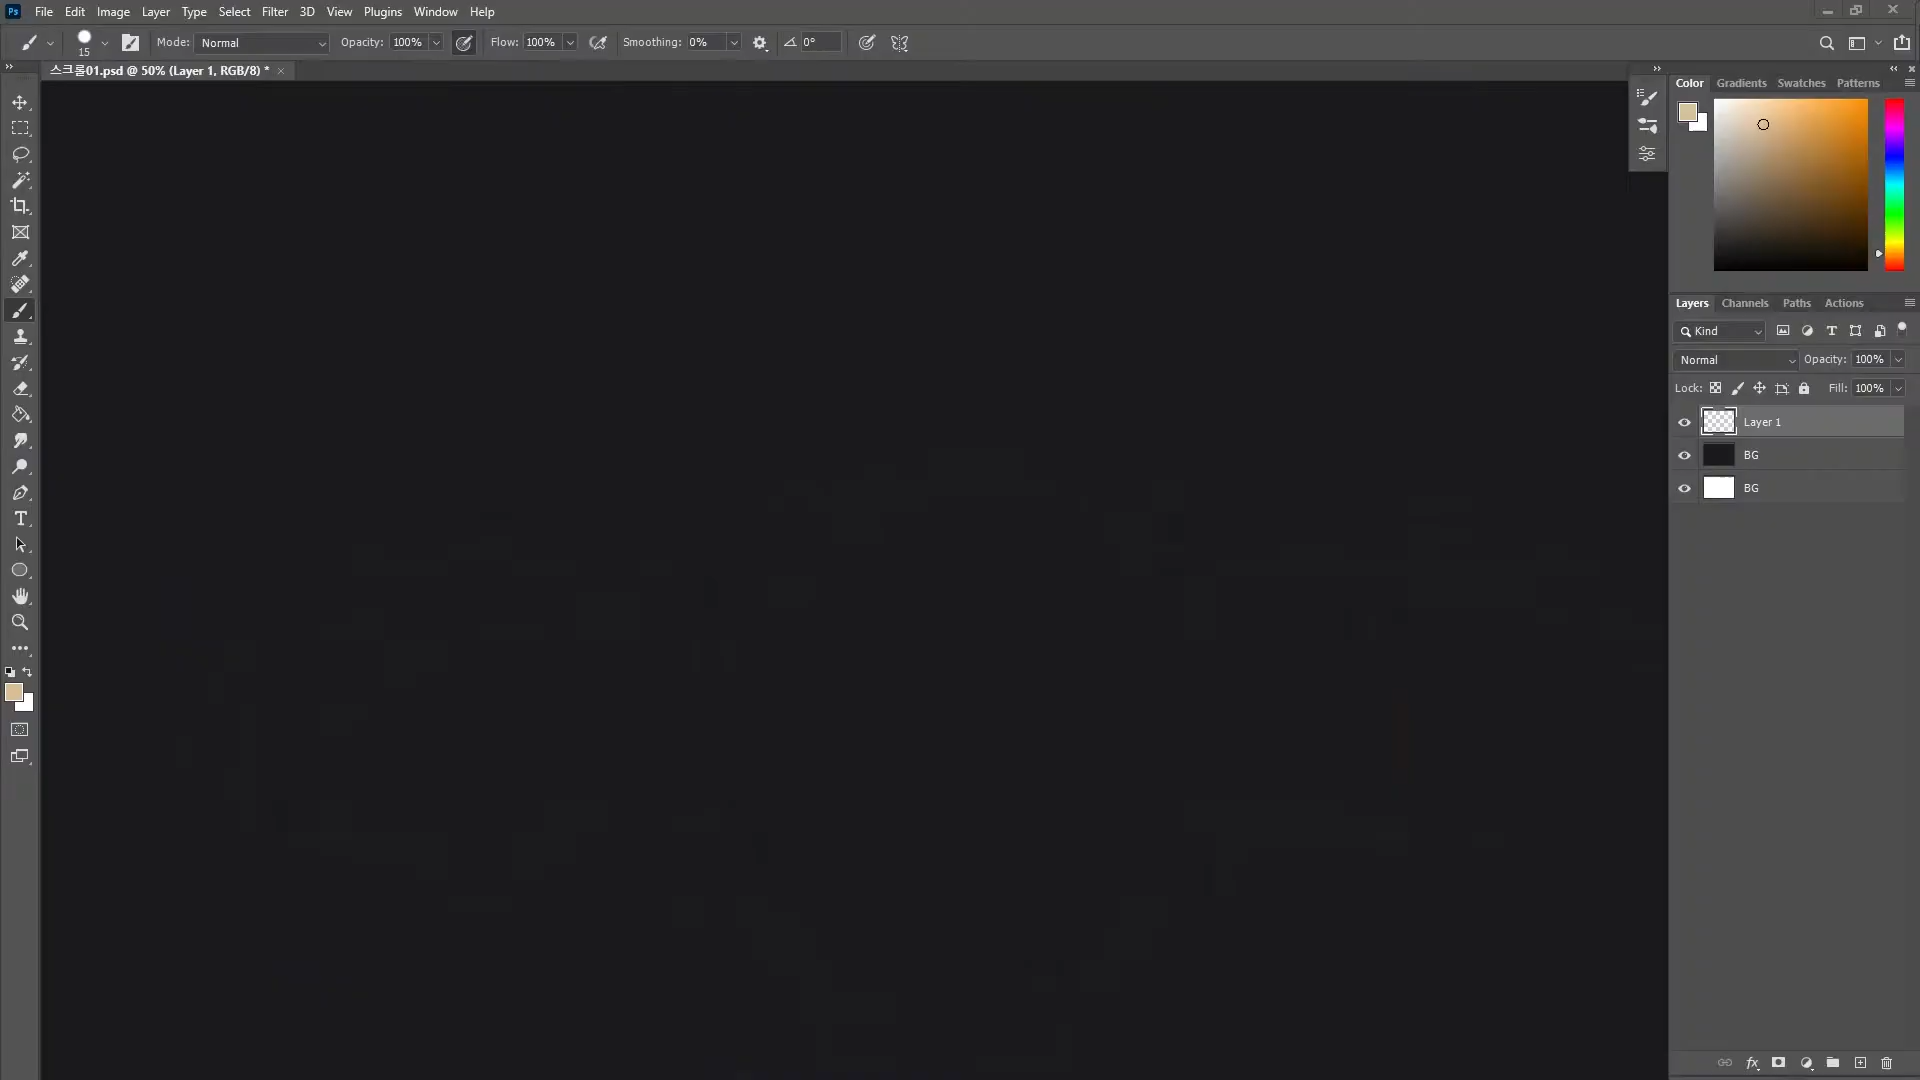 Ps File Edit Image Layer Type Select Filter 3D View Plugins Window Help
15 Mode: Normal Opacity: 100% Flow: 100% Smoothing: 0% 0°
스크롤01.psd @ 50% (Layer 1, RGB/8) *
Color Gradients Swatches Patterns
Layers Channels Paths Actions
Kind
Normal Opacity: 100%
Lock: Fill: 100%
Layer 1
BG
BG